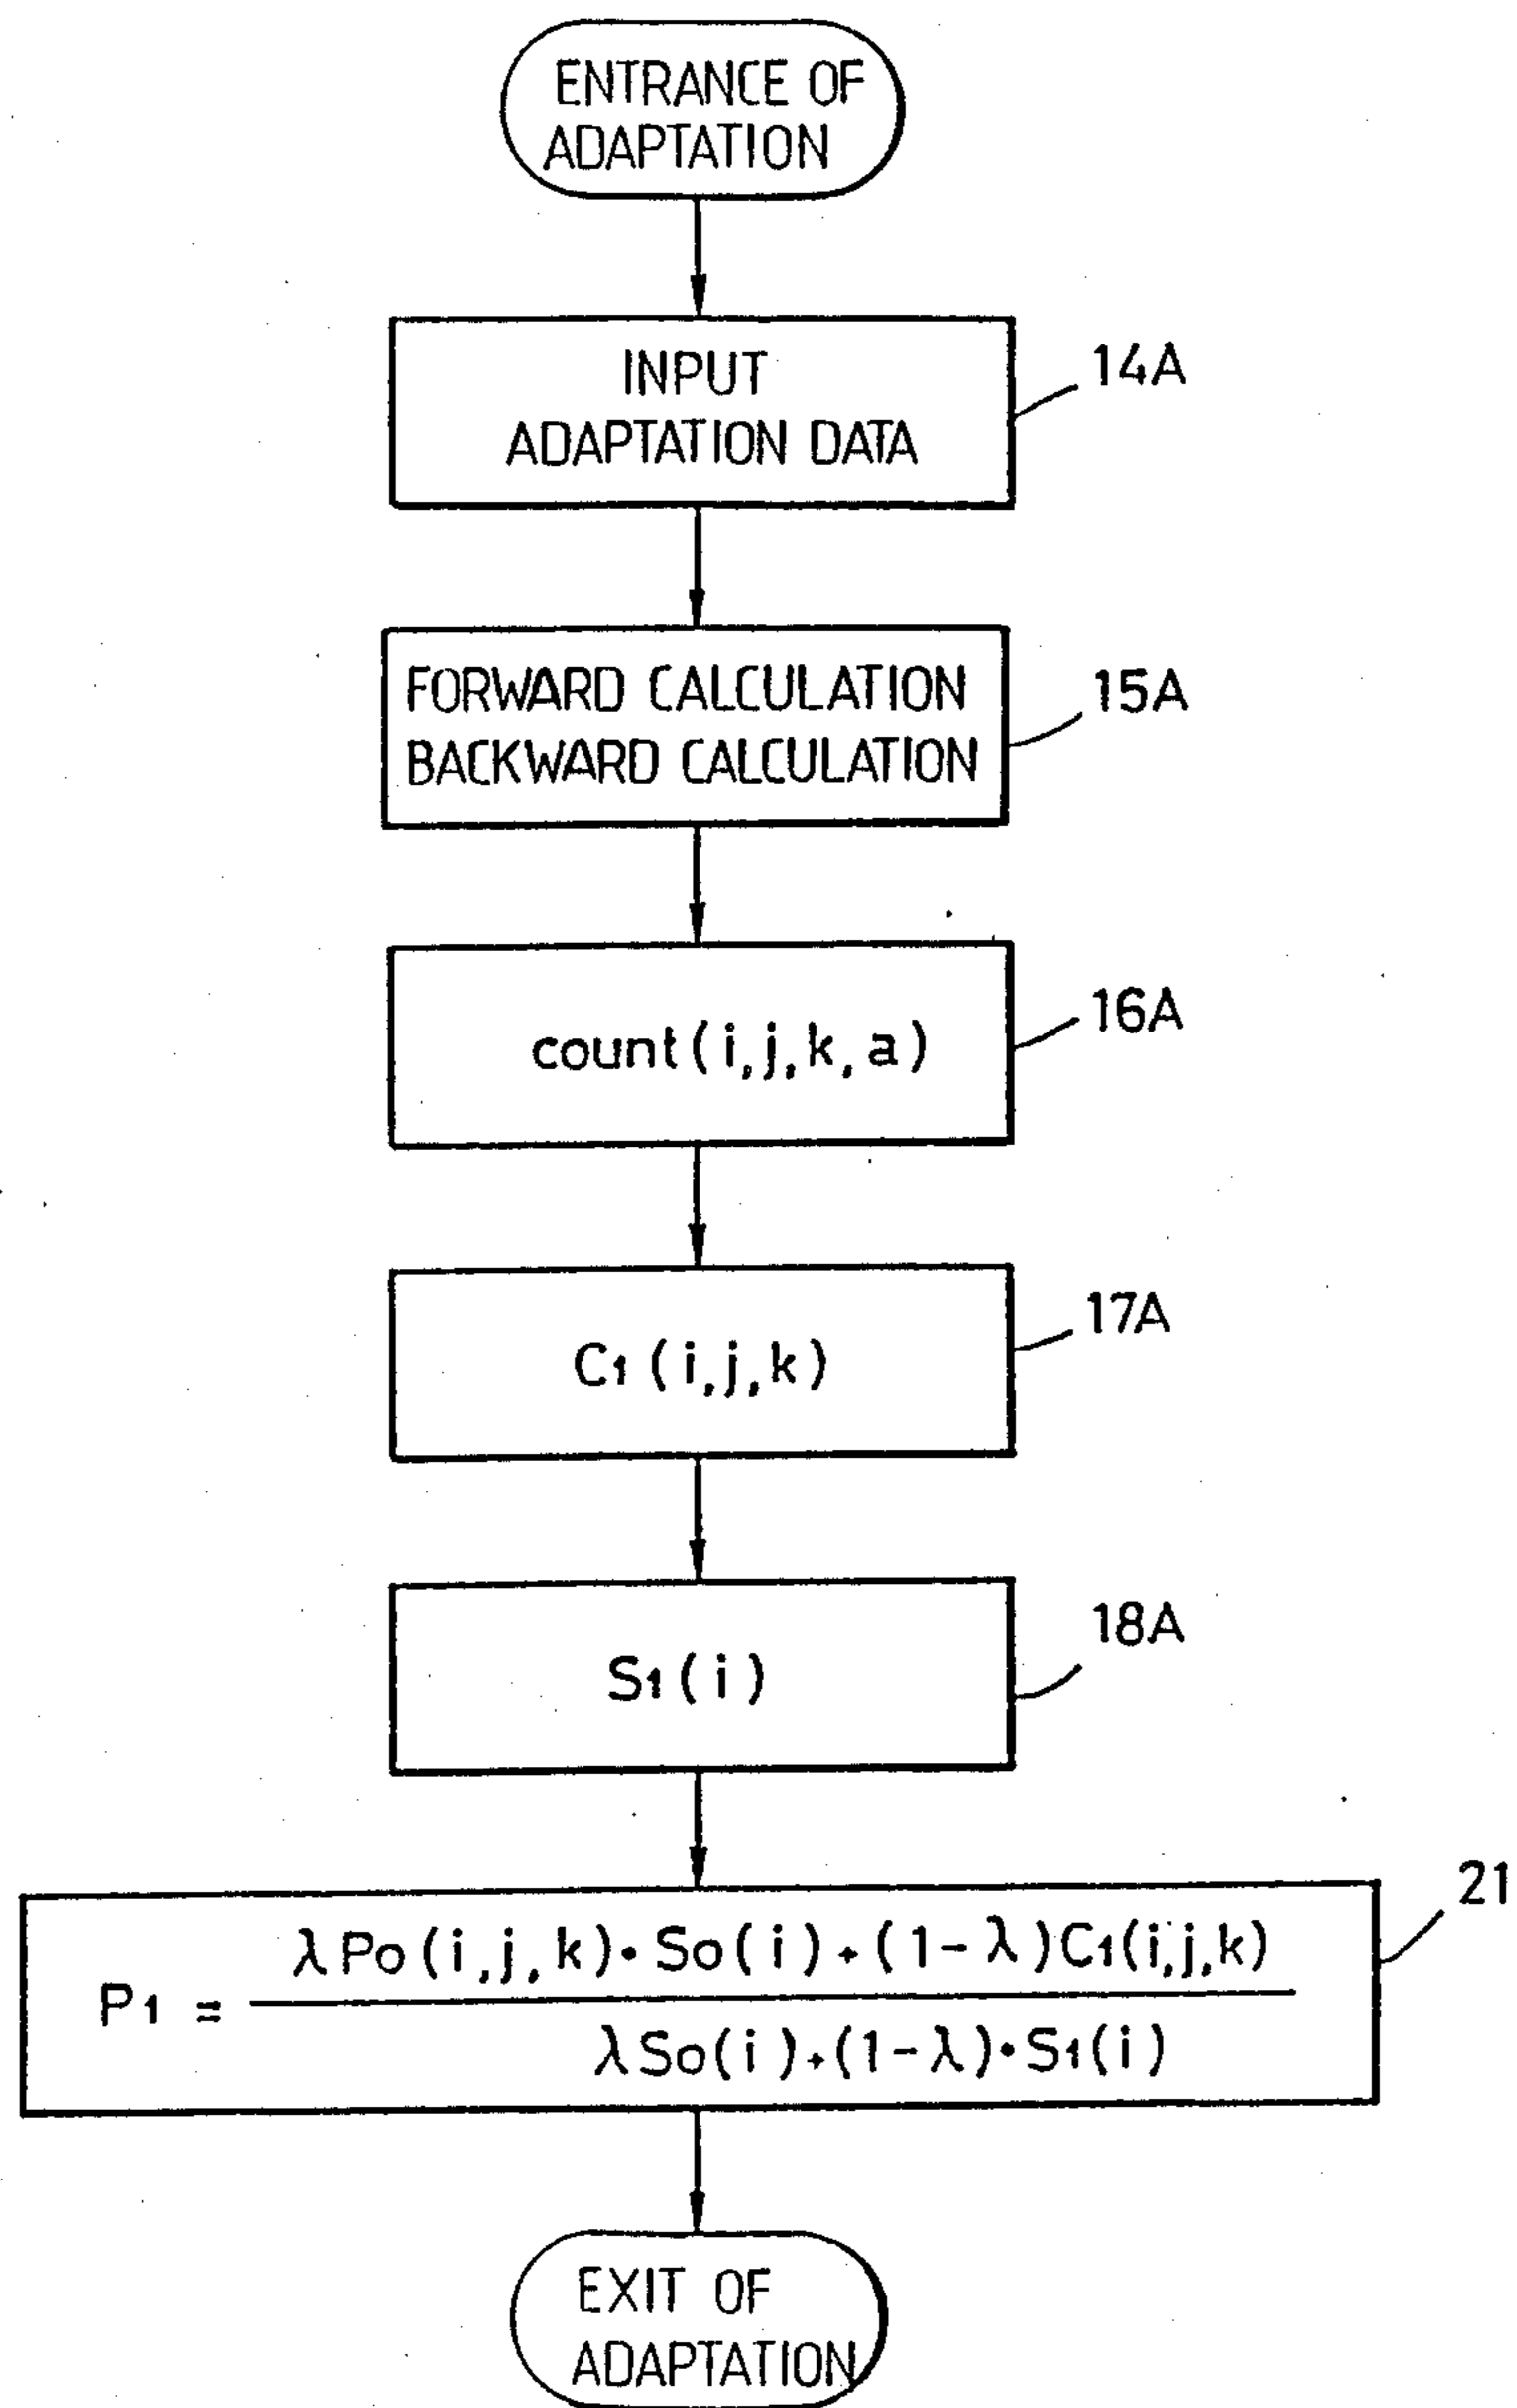 ENTRANCE OF
ADAPTATION
INPUT
ADAPTATION DATA
14A
FORWARD CALCULATION
BACKWARD CALCULATION
15A
count(i,j,k,a)
16A
C1(i,j,k)
17A
S1(i)
18A
21
P1 = λPo(i,j,k)•So(i)+(1-λ)C1(i,j,k)
λSo(i)+(1-λ)•S1(i)
EXIT OF
ADAPTATION